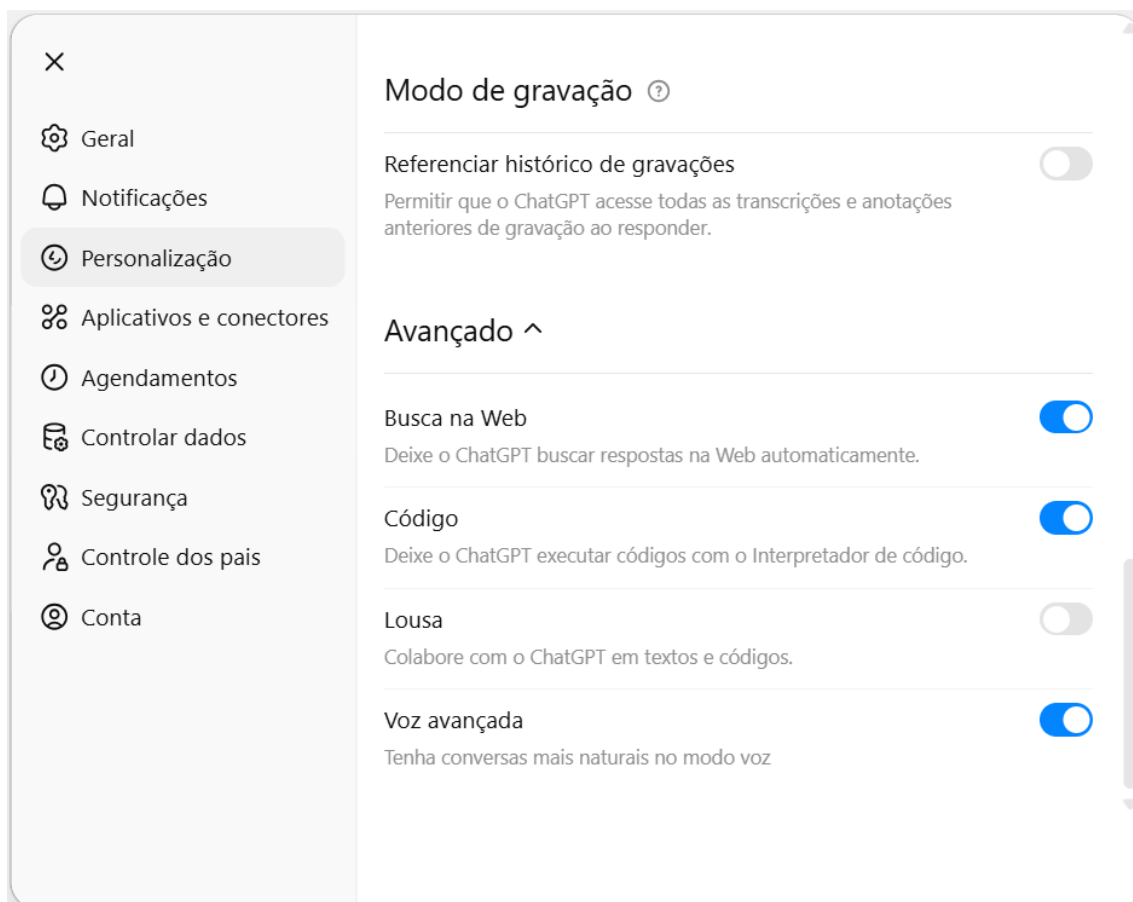 Geral
Notificações
Personalização
Aplicativos e conectores
Agendamentos
Controlar dados
Segurança
Controle dos pais
Conta
Modo de gravação
Referenciar histórico de gravações
Permitir que o ChatGPT acesse todas as transcrições e anotações
anteriores de gravação ao responder.
Avançado
Busca na Web
Deixe o ChatGPT buscar respostas na Web automaticamente.
Código
Deixe o ChatGPT executar códigos com o Interpretador de código.
Lousa
Colabore com o ChatGPT em textos e códigos.
Voz avançada
Tenha conversas mais naturais no modo voz